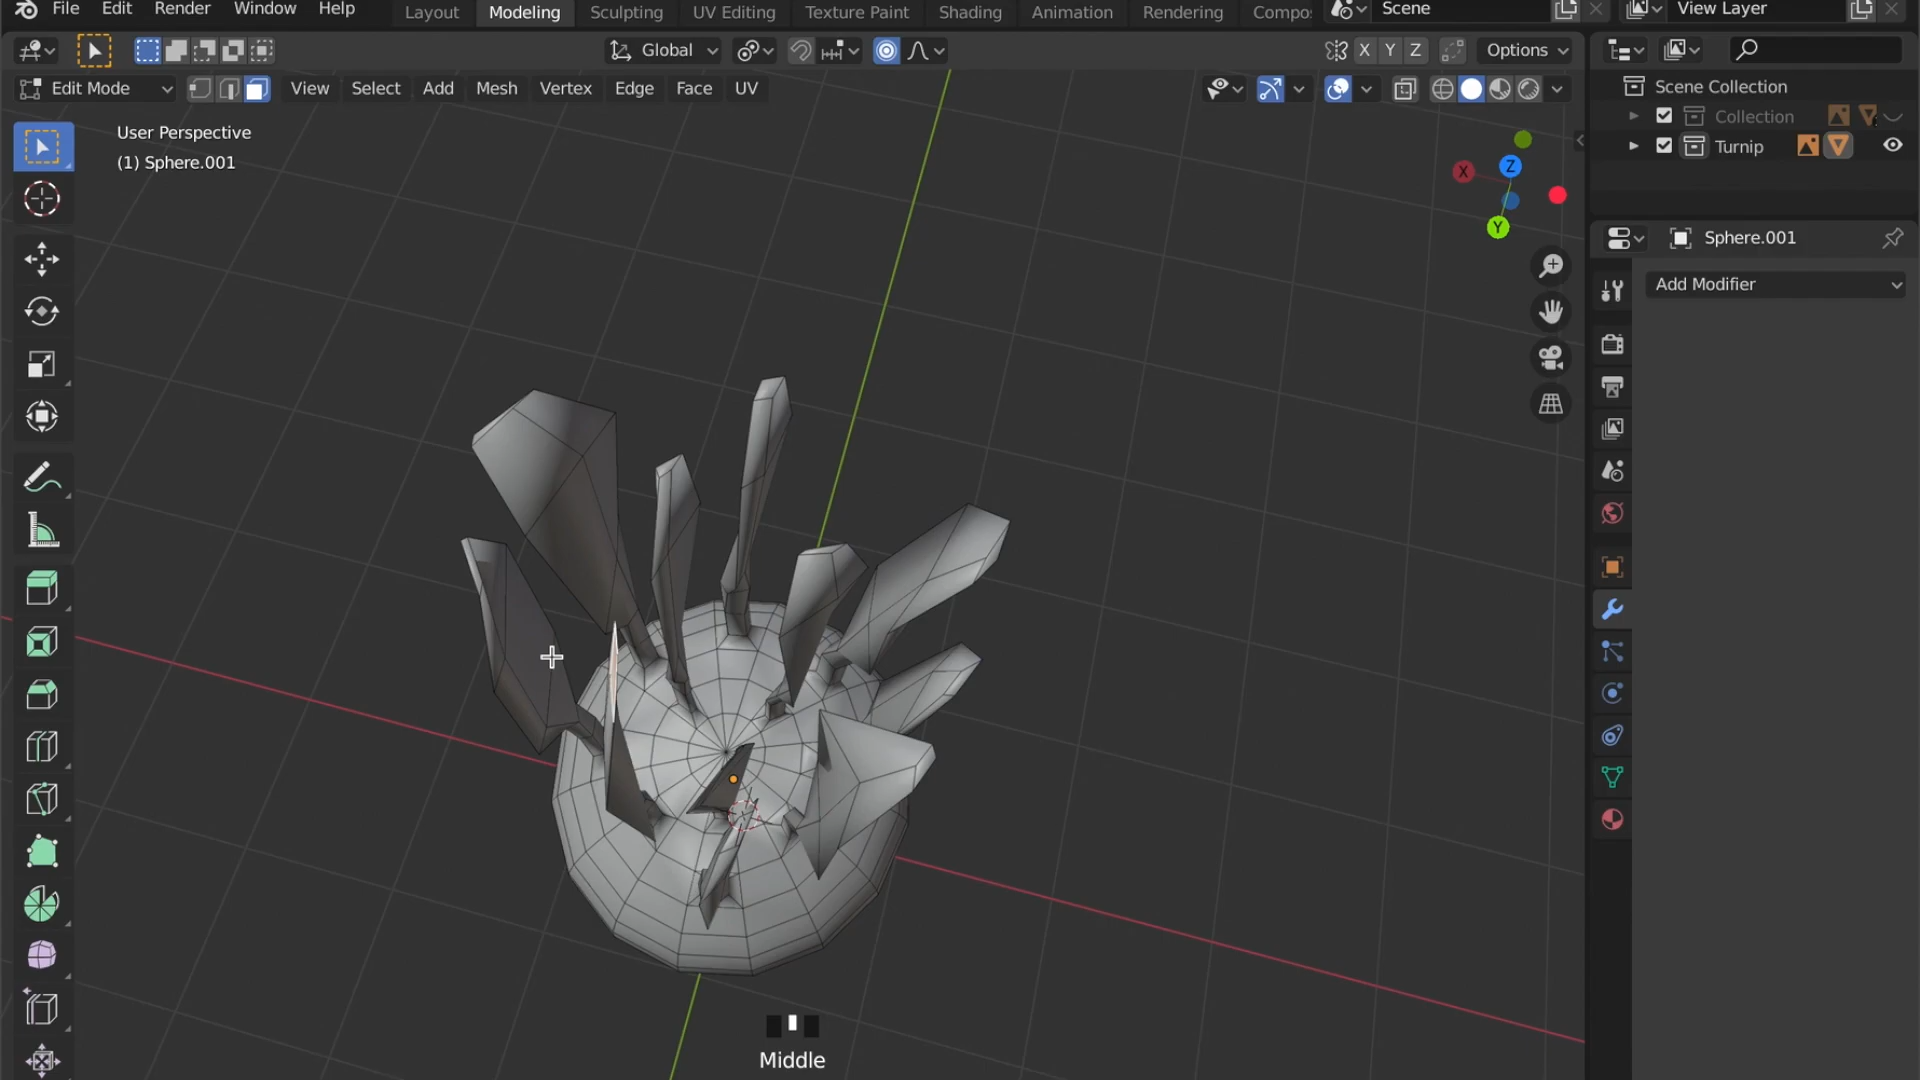 File Edit Render Window Help
Layout Modeling Sculpting UV Editing Texture Paint Shading Animation Rendering Compo
Scene
View Layer
Global
X Y Z
Options
Edit Mode
View Select Add Mesh Vertex Edge Face UV
User Perspective
(1) Sphere.001
X Z
Y
Middle
Scene Collection
Collection
Turnip
Sphere.001
Add Modifier